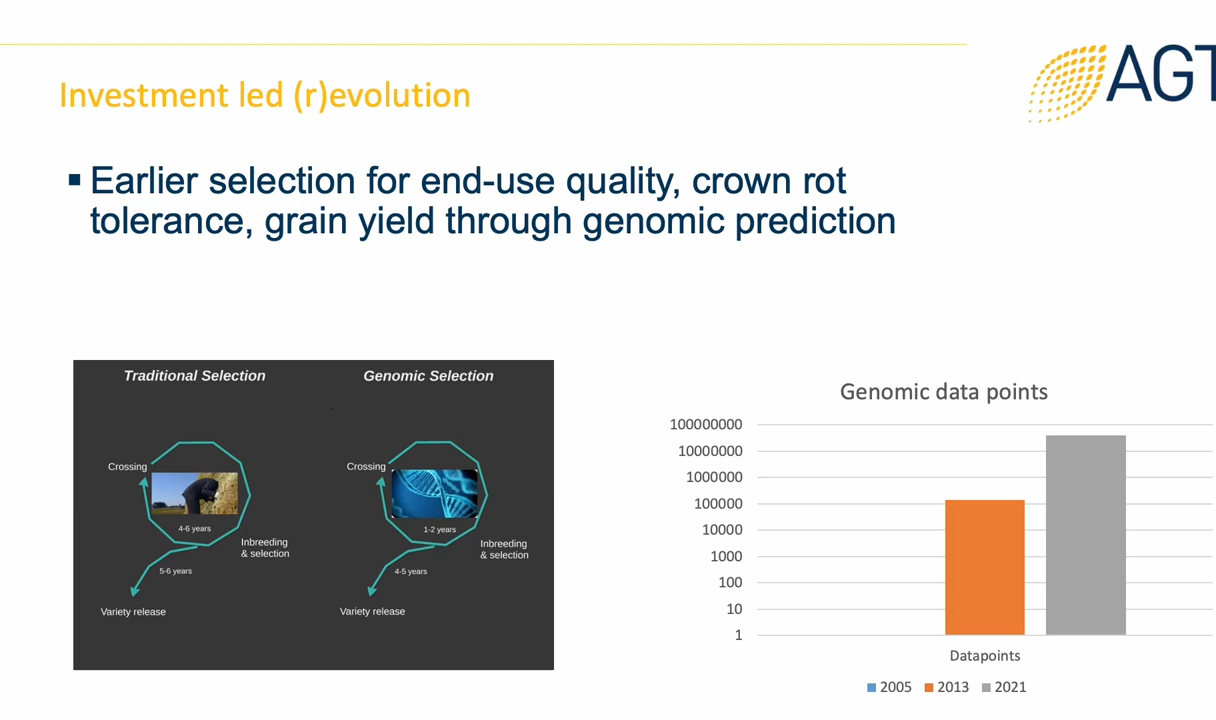 AGT
Investment led (r)evolution
▪ Earlier selection for end-use quality, crown rot
tolerance, grain yield through genomic prediction
Traditional Selection
Genomic Selection
Crossing
4-6 years
Inbreeding
& selection
5-6 years
Variety release
Crossing
1-2 years
Inbreeding
& selection
4-5 years
Variety release
Genomic data points
100000000
10000000
1000000
100000
10000
1000
100
10
1
Datapoints
2005 2013 2021